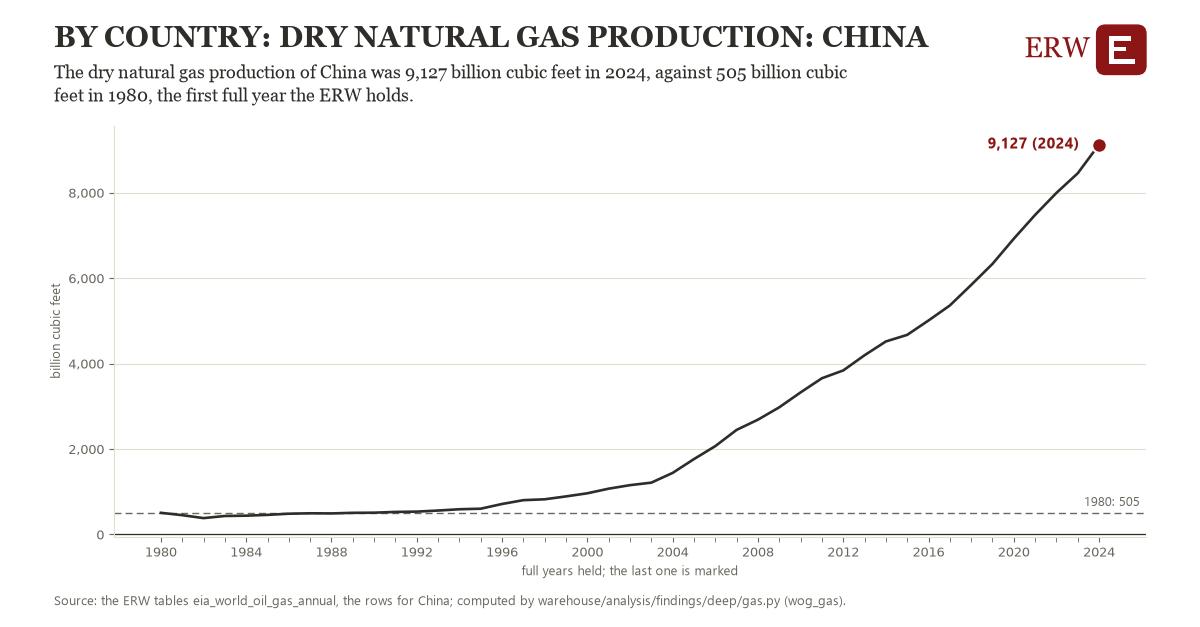 BY COUNTRY: DRY NATURAL GAS PRODUCTION: CHINA
ERW E
The dry natural gas production of China was 9,127 billion cubic feet in 2024, against 505 billion cubic
feet in 1980, the first full year the ERW holds.
9,127 (2024)
8,000
6,000
4,000
2,000
0
billion cubic feet
1980: 505
1980 1984 1988 1992 1996 2000 2004 2008 2012 2016 2020 2024
full years held; the last one is marked
Source: the ERW tables eia_world_oil_gas_annual, the rows for China; computed by warehouse/analysis/findings/deep/gas.py (wog_gas).